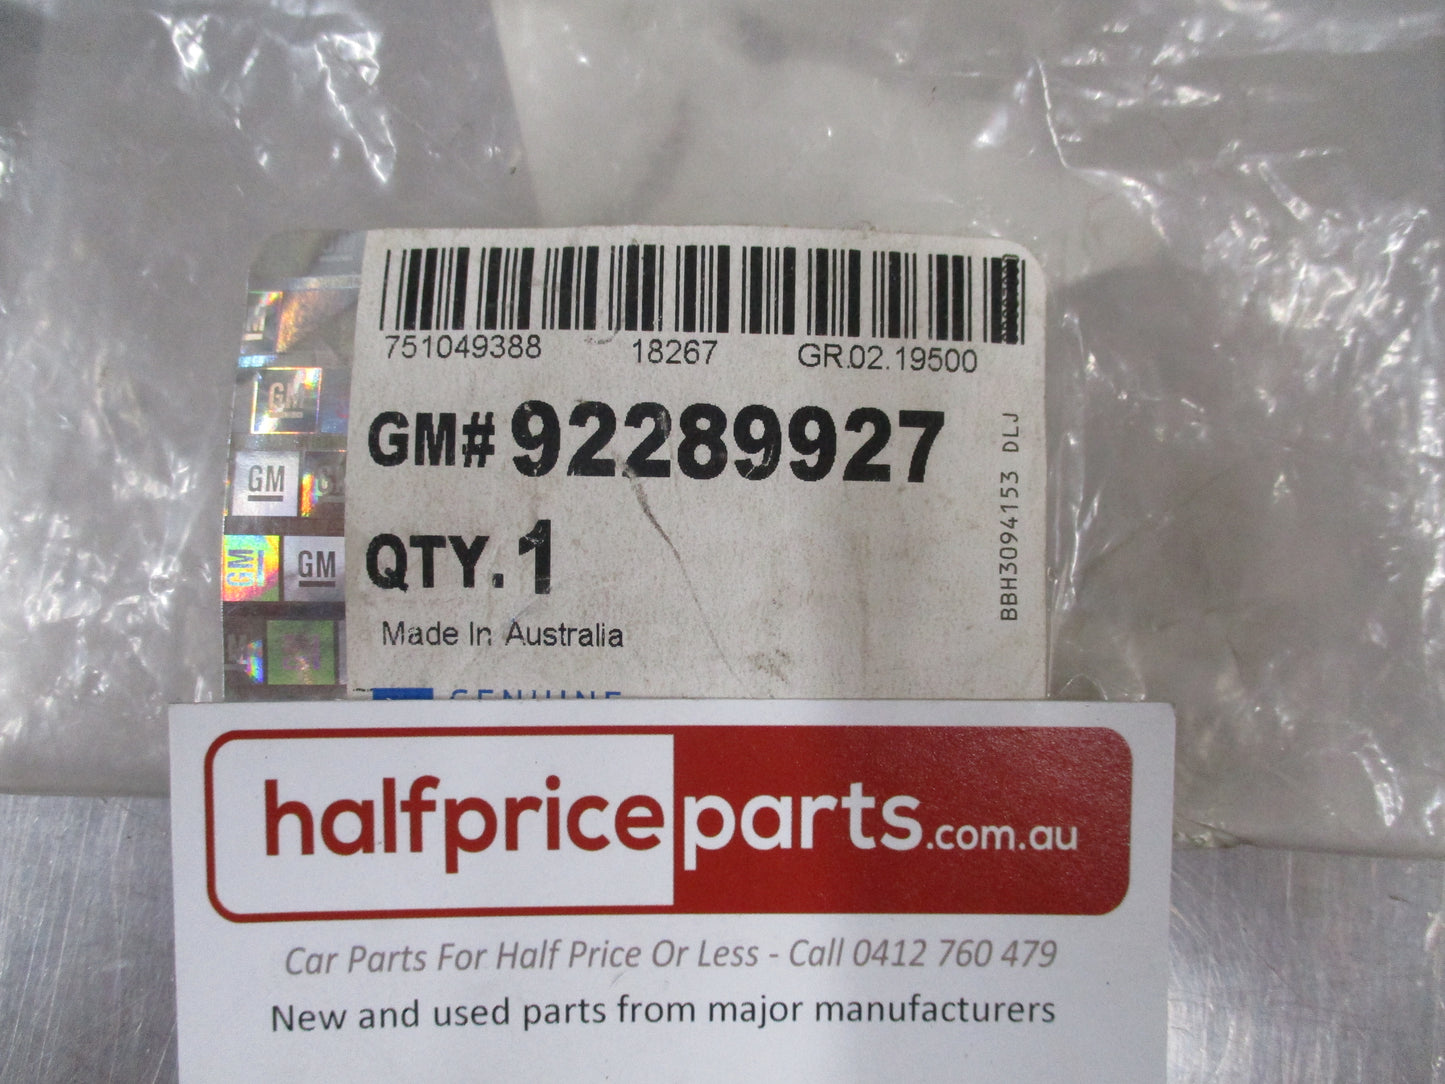 751049388 18267 GR.02.19500
GM# 92289927
QTY. 1
Made In Australia
BBH3094153 DLJ
GM
GM
GM
GM
GENUINE
halfpriceparts.com.au
Car Parts For Half Price Or Less - Call 0412 760 479
New and used parts from major manufacturers